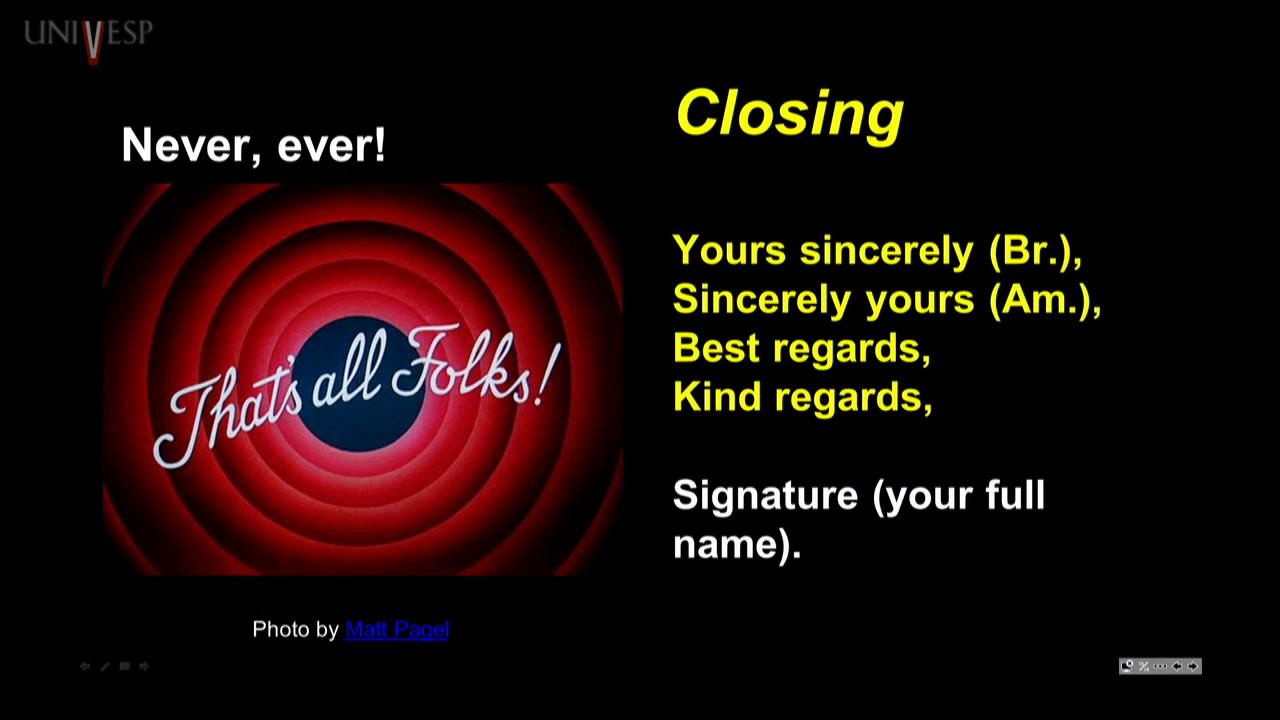 UNIVESP
Never, ever!
That's all Folks!
Photo by Matt Pagel
Closing
Yours sincerely (Br.),
Sincerely yours (Am.),
Best regards,
Kind regards,
Signature (your full
name).